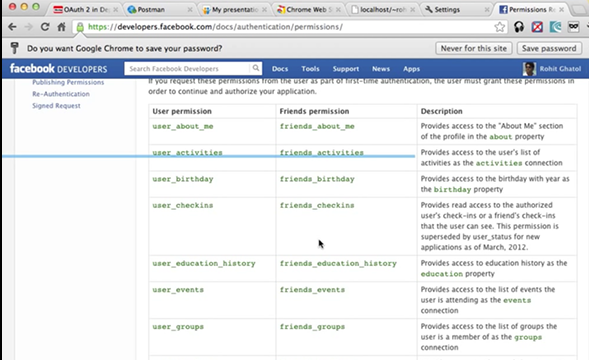 OAuth 2 in De
Postman
My presentati
Chrome Web S
localhost/~roh
Settings
Permissions Re
https://developers.facebook.com/docs/authentication/permissions/
Do you want Google Chrome to save your password?
Never for this site
Save password
facebook DEVELOPERS
Search Facebook Developers
Docs
Tools
Support
News
Apps
Rohit Ghatol
Publishing Permissions
Re-Authentication
Signed Request
If you request these permissions from the user as part of first-time authentication, the user must grant these permissions in
order to continue and authorize your application.
User permission Friends permission Description
user_about_me friends_about_me Provides access to the "About Me" section
of the profile in the about property
user_activities friends_activities Provides access to the user's list of
activities as the activities connection
user_birthday friends_birthday Provides access to the birthday with year as
the birthday property
user_checkins friends_checkins Provides read access to the authorized
user's check-ins or a friend's check-ins
that the user can see. This permission is
superseded by user_status for new
applications as of March, 2012.
user_education_history friends_education_history Provides access to education history as the
education property
user_events friends_events Provides access to the list of events the
user is attending as the events
connection
user_groups friends_groups Provides access to the list of groups the
user is a member of as the groups
connection